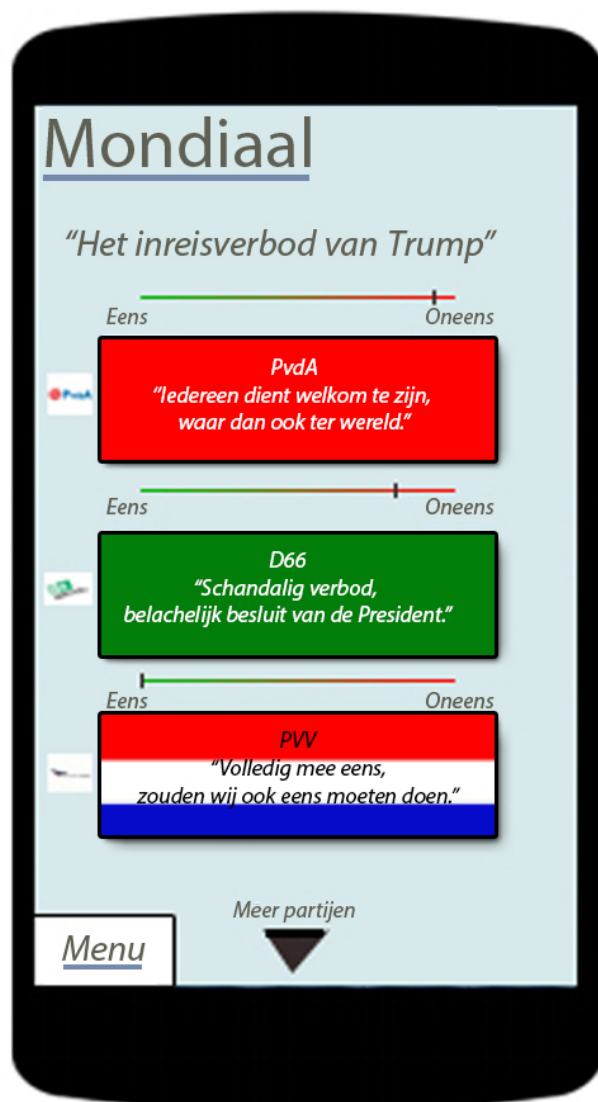 Mondiaal
“Het inreisverbod van Trump”
Eens Oneens
PvdA
PvdA
“Iedereen dient welkom te zijn,
waar dan ook ter wereld.”
Eens Oneens
D66
“Schandalig verbod,
belachelijk besluit van de President.”
Eens Oneens
PVV
“Volledig mee eens,
zouden wij ook eens moeten doen.”
Meer partijen
Menu